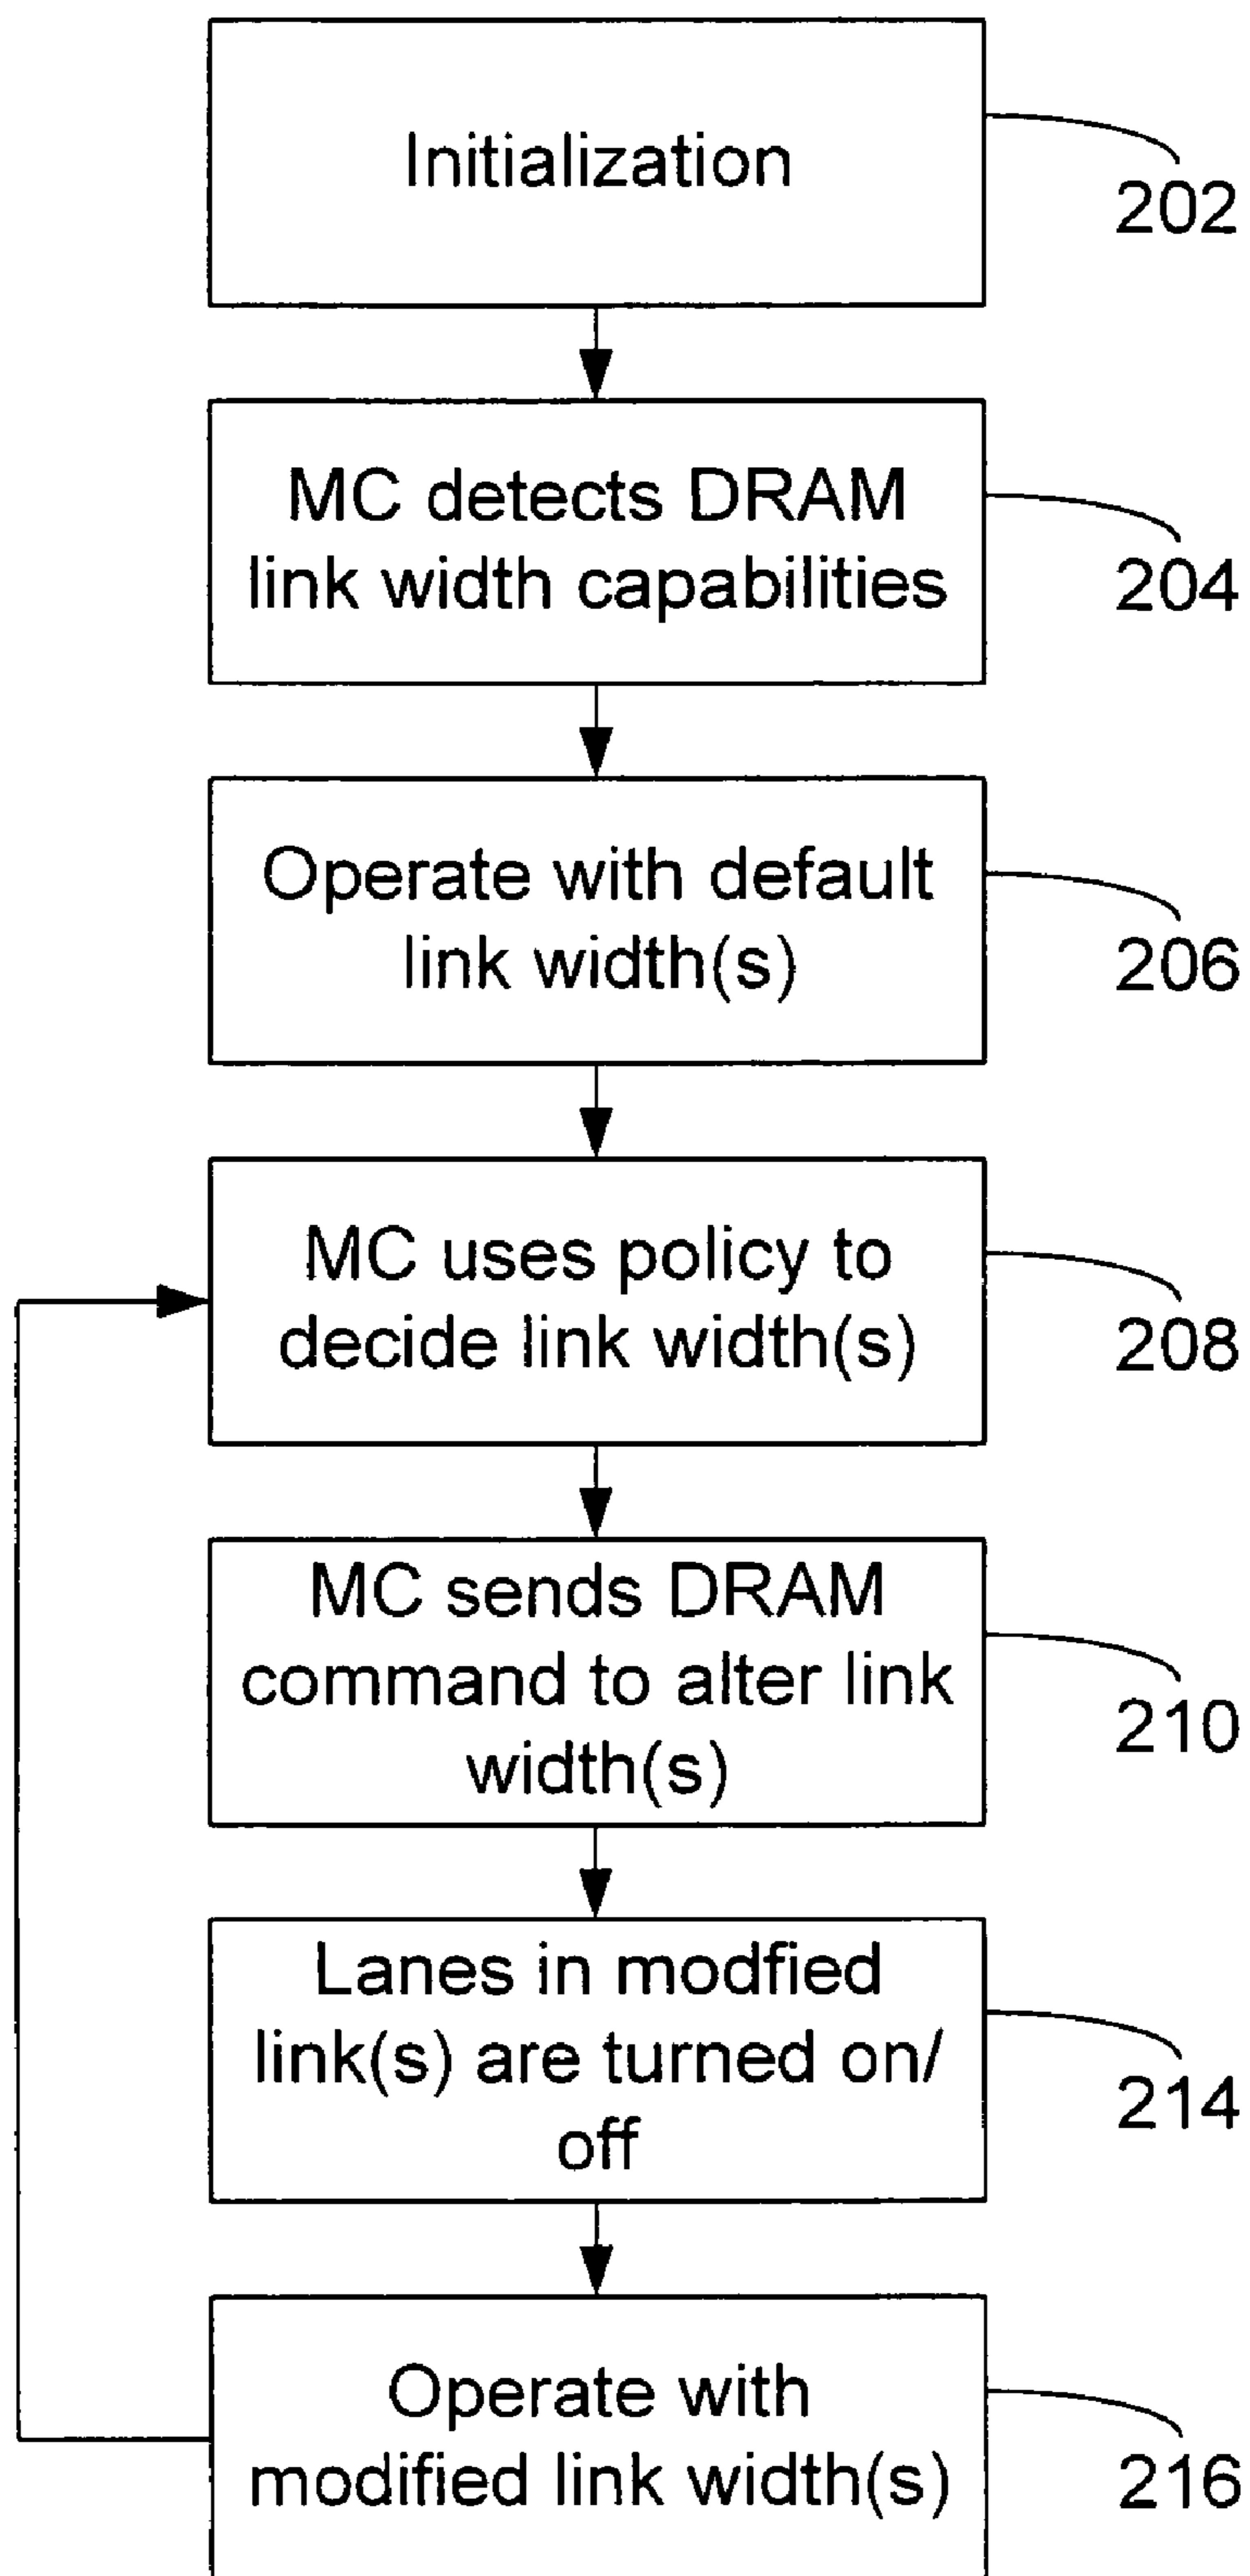 Initialization
202
MC detects DRAM
link width capabilities
204
Operate with default
link width(s)
206
MC uses policy to
decide link width(s)
208
MC sends DRAM
command to alter link
width(s)
210
Lanes in modfied
link(s) are turned on/
off
214
Operate with
modified link width(s)
216